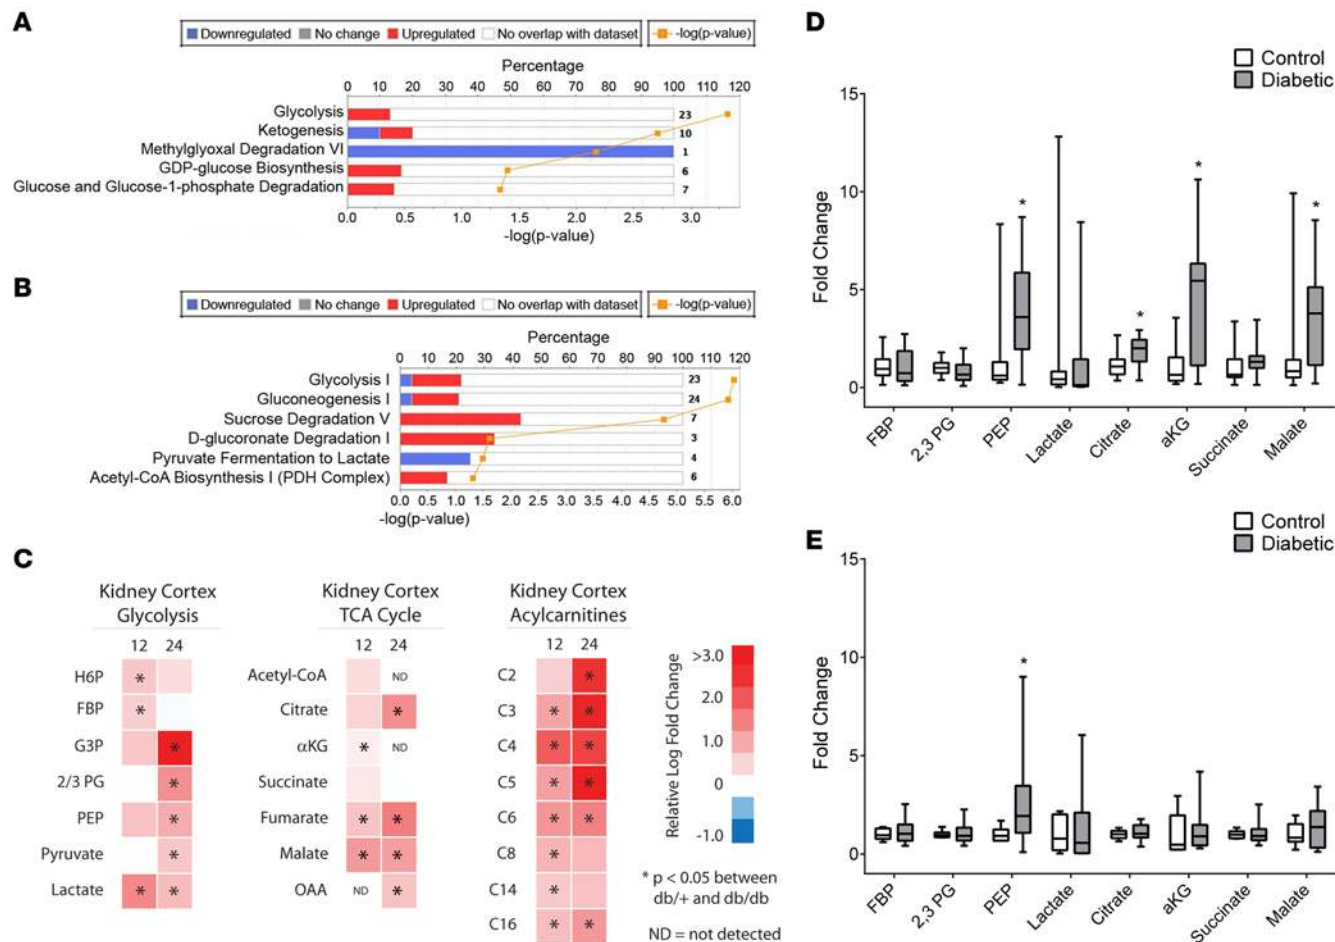 A
Downregulated No change Upregulated No overlap with dataset -log(p-value)
Percentage
0 10 20 30 40 50 60 70 80 90 100 110 120
Glycolysis 23
Ketogenesis 10
Methylglyoxal Degradation VI 1
GDP-glucose Biosynthesis 6
Glucose and Glucose-1-phosphate Degradation 7
0.0 0.5 1.0 1.5 2.0 2.5 3.0
-log(p-value)
B
Downregulated No change Upregulated No overlap with dataset -log(p-value)
Percentage
0 10 20 30 40 50 60 70 80 90 100 110 120
Glycolysis I 23
Gluconeogenesis I 24
Sucrose Degradation V 7
D-glucoronate Degradation I 3
Pyruvate Fermentation to Lactate 4
Acetyl-CoA Biosynthesis I (PDH Complex) 6
0.0 0.5 1.0 1.5 2.0 2.5 3.0 3.5 4.0 4.5 5.0 5.5 6.0
-log(p-value)
C
Kidney Cortex
Glycolysis
12 24
H6P *
FBP *
G3P *
2/3 PG *
PEP *
Pyruvate *
Lactate * *
Kidney Cortex
TCA Cycle
12 24
Acetyl-CoA ND
Citrate *
αKG * ND
Succinate
Fumarate * *
Malate * *
OAA ND *
Kidney Cortex
Acylcarnitines
12 24
C2 *
C3 * *
C4 * *
C5 * *
C6 * *
C8 *
C14 *
C16 * *
Relative Log Fold Change
>3.0
2.0
1.0
0
-1.0
* p < 0.05 between
db/+ and db/db
ND = not detected
D
Control
Diabetic
Fold Change
15
10
5
0
* * * *
FBP 2,3 PG PEP Lactate Citrate aKG Succinate Malate
E
Control
Diabetic
Fold Change
15
10
5
0
*
FBP 2,3 PG PEP Lactate Citrate aKG Succinate Malate